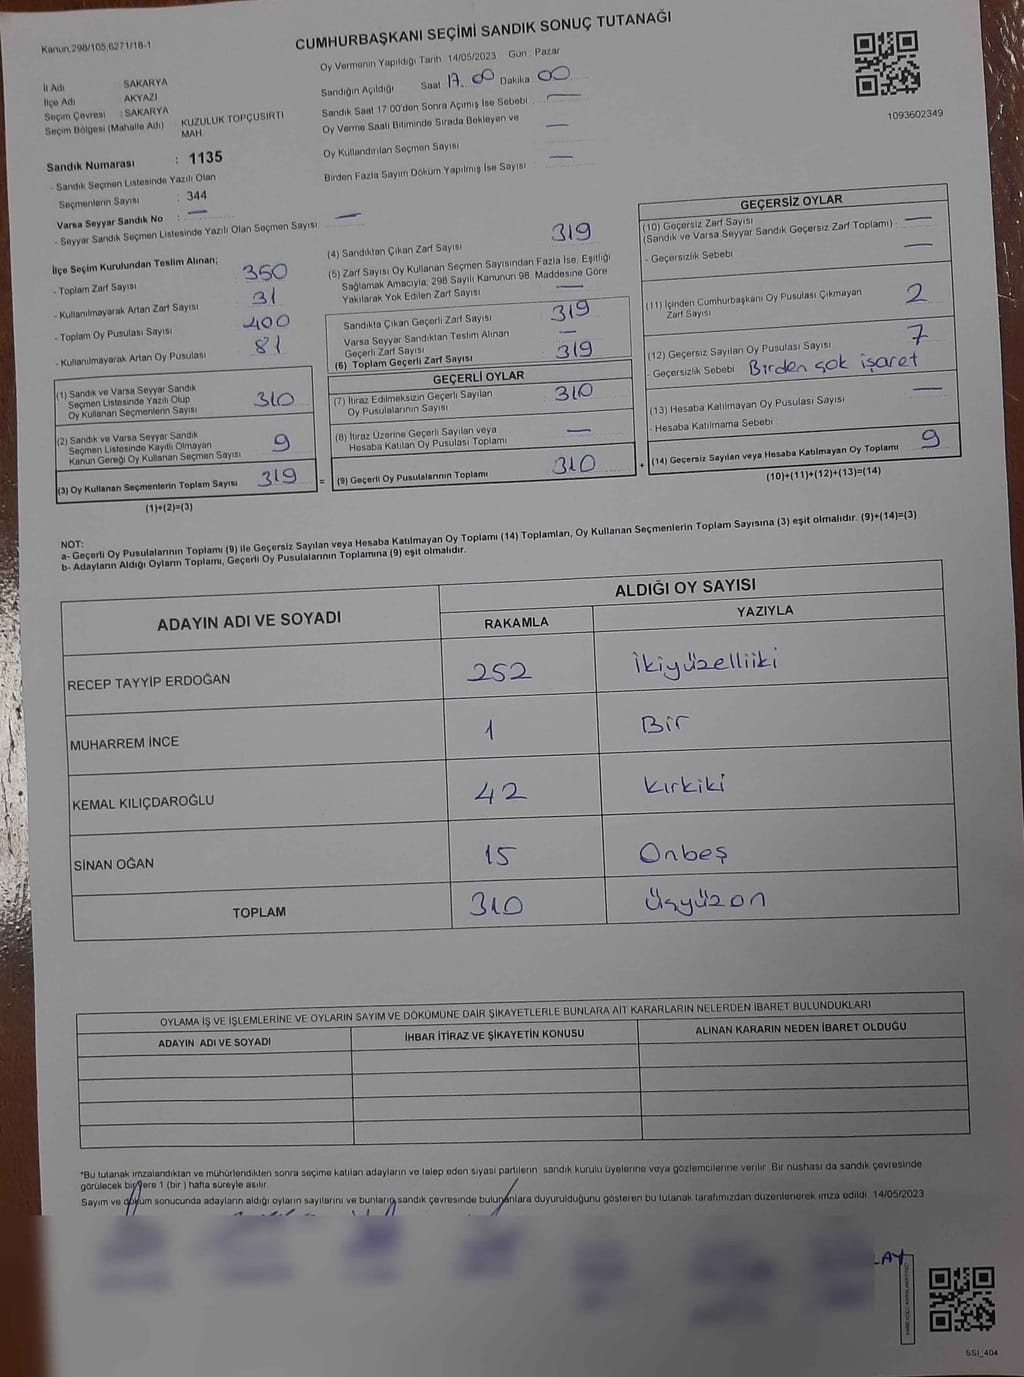 Kanun;298/105,6271/18-1
CUMHURBAŞKANI SEÇİMİ SANDIK SONUÇ TUTANAĞI
1093602349
İl Adı SAKARYA
İlçe Adı : AKYAZI
Seçim Çevresi : SAKARYA
Seçim Bölgesi (Mahalle Adı) KUZULUK TOPÇUSIRTI
MAH.
Sandık Numarası : 1135
- Sandık Seçmen Listesinde Yazılı Olan
Seçmenlerin Sayısı : 344
Varsa Seyyar Sandık No : —
- Seyyar Sandık Seçmen Listesinde Yazılı Olan Seçmen Sayısı: —
Oy Vermenin Yapıldığı Tarih 14/05/2023 Gün : Pazar
Sandığın Açıldığı Saat 17.00 Dakika 00
Sandık Saat 17.00'den Sonra Açımış İse Sebebi : —
Oy Verme Saati Bitiminde Sırada Bekleyen ve —
Oy Kullandırılan Seçmen Sayısı
Birden Fazla Sayım Döküm Yapılmış İse Sayısı : —
İlçe Seçim Kurulundan Teslim Alınan;
- Toplam Zarf Sayısı 350
- Kullanılmayarak Artan Zarf Sayısı 31
- Toplam Oy Pusulası Sayısı 400
- Kullanılmayarak Artan Oy Pusulası 81
(1) Sandık ve Varsa Seyyar Sandık
Seçmen Listesinde Yazılı Olup
Oy Kullanan Seçmenlerin Sayısı 310
(2) Sandık ve Varsa Seyyar Sandık
Seçmen Listesinde Kayıtlı Olmayan
Kanun Gereği Oy Kullanan Seçmen Sayısı 9
(3) Oy Kullanan Seçmenlerin Toplam Sayısı 319 =
(1)+(2)=(3)
(4) Sandıktan Çıkan Zarf Sayısı 319
(5) Zarf Sayısı Oy Kullanan Seçmen Sayısından Fazla İse, Eşitliği
Sağlamak Amacıyla; 298 Sayılı Kanunun 98. Maddesine Göre
Yakılarak Yok Edilen Zarf Sayısı —
Sandıkta Çıkan Geçerli Zarf Sayısı 319
Varsa Seyyar Sandıktan Teslim Alınan
Geçerli Zarf Sayısı —
(6) Toplam Geçerli Zarf Sayısı 319
GEÇERLİ OYLAR
(7) İtiraz Edilmeksizin Geçerli Sayılan
Oy Pusulalarının Sayısı 310
(8) İtiraz Üzerine Geçerli Sayılan veya
Hesaba Katılan Oy Pusulası Toplamı —
(9) Geçerli Oy Pusulalarının Toplamı 310 +
GEÇERSİZ OYLAR
(10) Geçersiz Zarf Sayısı
(Sandık ve Varsa Seyyar Sandık Geçersiz Zarf Toplamı) : —
- Geçersizlik Sebebi —
(11) İçinden Cumhurbaşkanı Oy Pusulası Çıkmayan
Zarf Sayısı 2
(12) Geçersiz Sayılan Oy Pusulası Sayısı 7
- Geçersizlik Sebebi Birden çok işaret
(13) Hesaba Katılmayan Oy Pusulası Sayısı —
- Hesaba Katılmama Sebebi :
(14) Geçersiz Sayılan veya Hesaba Katılmayan Oy Toplamı 9
(10)+(11)+(12)+(13)=(14)
NOT:
a- Geçerli Oy Pusulalarının Toplamı (9) ile Geçersiz Sayılan veya Hesaba Katılmayan Oy Toplamı (14) Toplamları, Oy Kullanan Seçmenlerin Toplam Sayısına (3) eşit olmalıdır. (9)+(14)=(3)
b- Adayların Aldığı Oyların Toplamı, Geçerli Oy Pusulalarının Toplamına (9) eşit olmalıdır.
ADAYIN ADI VE SOYADI ALDIĞI OY SAYISI
RAKAMLA YAZIYLA
RECEP TAYYİP ERDOĞAN 252 İkiyüzelliiki
MUHARREM İNCE 1 Bir
KEMAL KILIÇDAROĞLU 42 Kırkiki
SİNAN OĞAN 15 Onbeş
TOPLAM 310 Üçyüzon
OYLAMA İŞ VE İŞLEMLERİNE VE OYLARIN SAYIM VE DÖKÜMÜNE DAİR ŞİKAYETLERLE BUNLARA AİT KARARLARIN NELERDEN İBARET BULUNDUKLARI
ADAYIN ADI VE SOYADI İHBAR İTİRAZ VE ŞİKAYETİN KONUSU ALINAN KARARIN NEDEN İBARET OLDUĞU
*Bu tutanak imzalandıktan ve mühürlendikten sonra seçime katılan adayların ve talep eden siyasi partilerin sandık kurulu üyelerine veya gözlemcilerine verilir. Bir nüshası da sandık çevresinde
görülecek bir yere 1 (bir) hafta süreyle asılır.
Sayım ve döküm sonucunda adayların aldığı oyların sayılarını ve bunların sandık çevresinde bulunanlara duyurulduğunu gösteren bu tutanak tarafımızdan düzenlenerek imza edildi. 14/05/2023
LAY
SSI_404